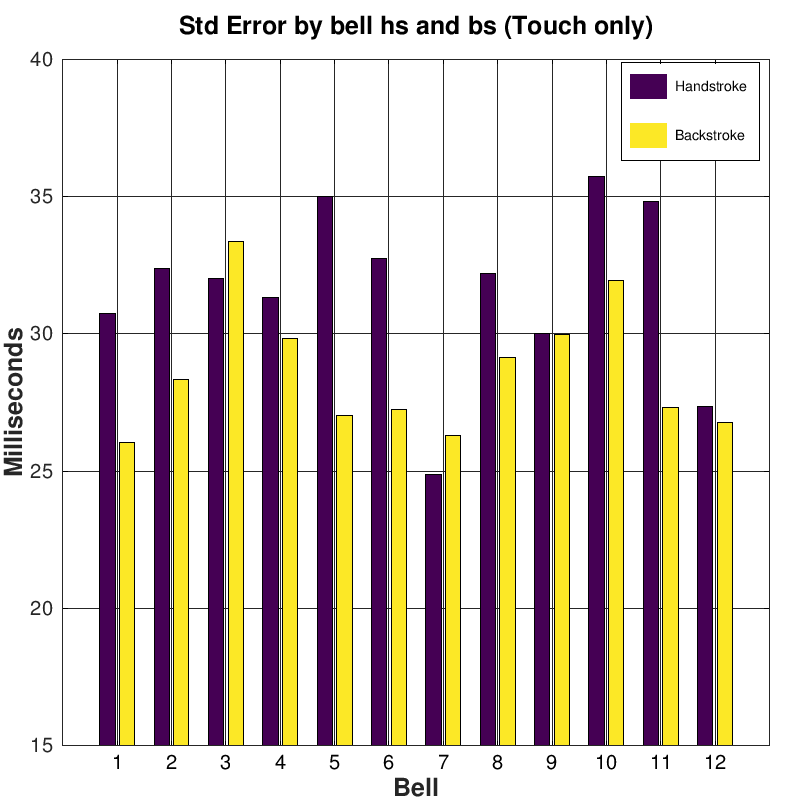 Std Error by bell hs and bs (Touch only)
Handstroke
Backstroke
40
35
30
25
20
15
Milliseconds
1 2 3 4 5 6 7 8 9 10 11 12
Bell